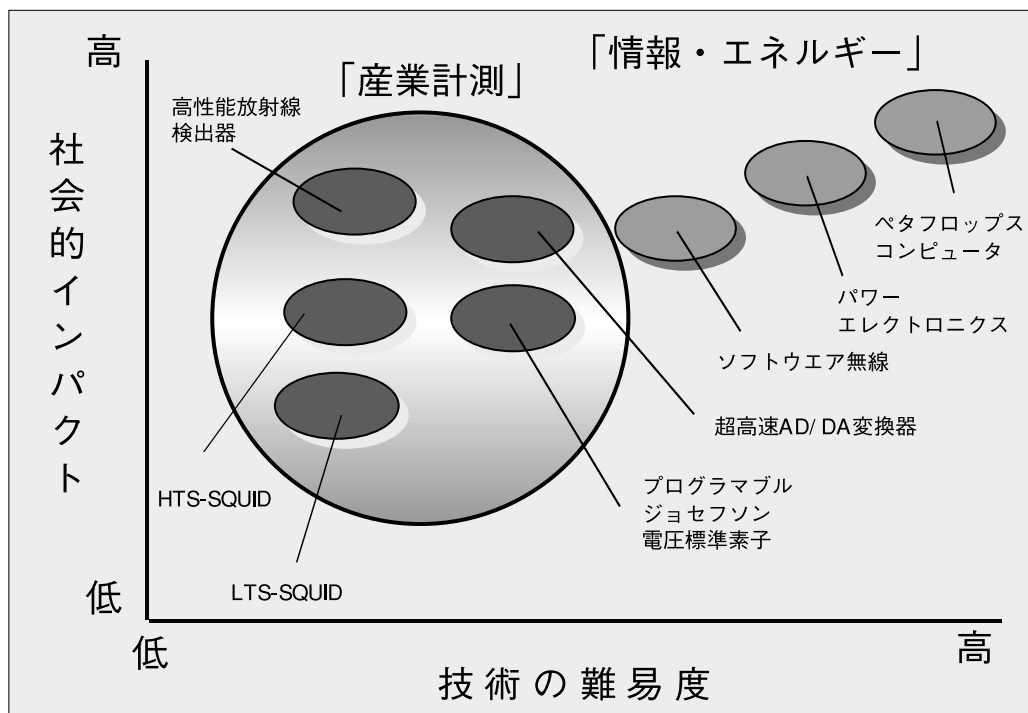 高
「情報・エネルギー」
「産業計測」
高性能放射線
検出器
社会的インパクト
ペタフロップス
コンピュータ
パワー
エレクトロニクス
ソフトウエア無線
超高速AD/ DA変換器
プログラマブル
ジョセフソン
電圧標準素子
HTS-SQUID
LTS-SQUID
低
低
高
技術の難易度